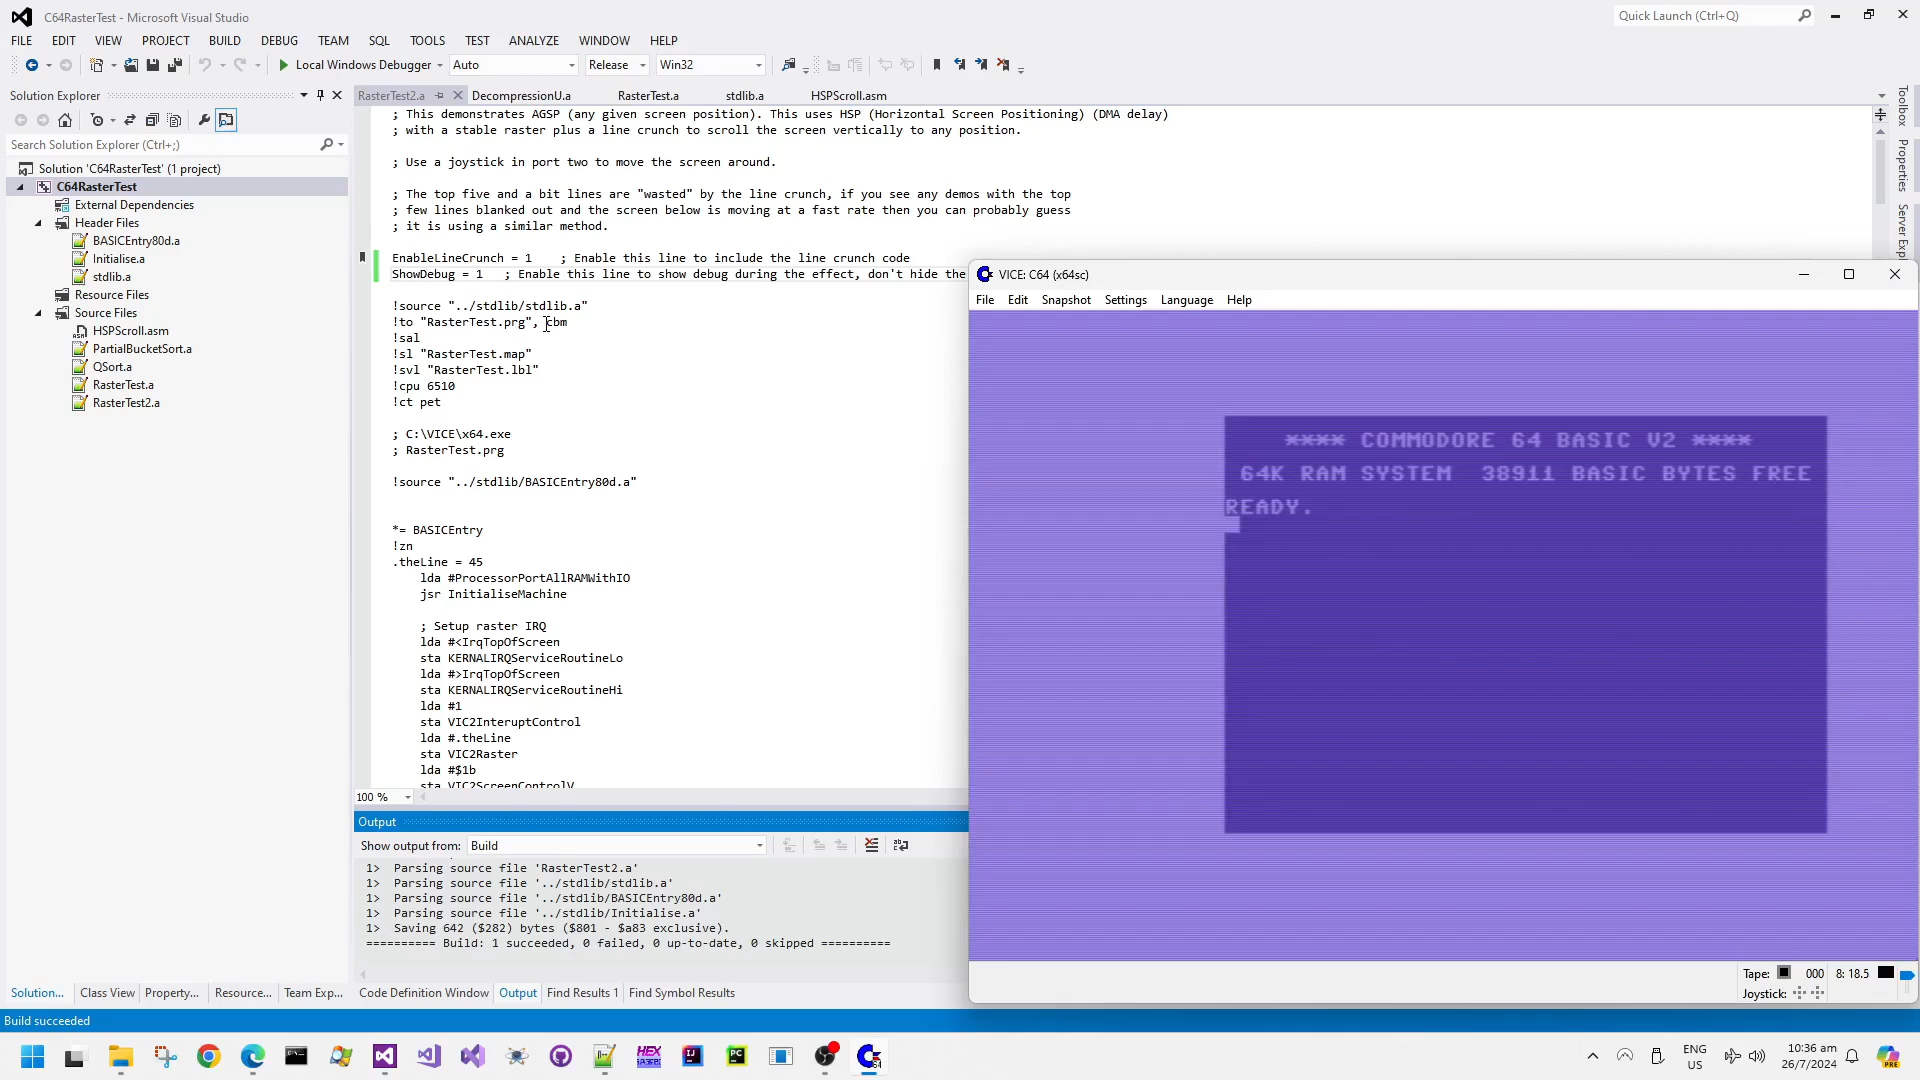 C64RasterTest - Microsoft Visual Studio
Quick Launch (Ctrl+Q)
FILE EDIT VIEW PROJECT BUILD DEBUG TEAM SQL TOOLS TEST ANALYZE WINDOW HELP
Local Windows Debugger Auto Release Win32
Solution Explorer
Search Solution Explorer (Ctrl+;)
Solution 'C64RasterTest' (1 project)
C64RasterTest
External Dependencies
Header Files
BASICEntry80d.a
Initialise.a
stdlib.a
Resource Files
Source Files
HSPScroll.asm
PartialBucketSort.a
QSort.a
RasterTest.a
RasterTest2.a
RasterTest2.a DecompressionU.a RasterTest.a stdlib.a HSPScroll.asm
; This demonstrates AGSP (any given screen position). This uses HSP (Horizontal Screen Positioning) (DMA delay)
; with a stable raster plus a line crunch to scroll the screen vertically to any position.
; Use a joystick in port two to move the screen around.
; The top five and a bit lines are "wasted" by the line crunch, if you see any demos with the top
; few lines blanked out and the screen below is moving at a fast rate then you can probably guess
; it is using a similar method.
EnableLineCrunch = 1 ; Enable this line to include the line crunch code
ShowDebug = 1 ; Enable this line to show debug during the effect, don't hide the
!source "../stdlib/stdlib.a"
!to "RasterTest.prg", cbm
!sal
!sl "RasterTest.map"
!svl "RasterTest.lbl"
!cpu 6510
!ct pet
; C:\VICE\x64.exe
; RasterTest.prg
!source "../stdlib/BASICEntry80d.a"
*= BASICEntry
!zn
.theLine = 45
lda #ProcessorPortAllRAMWithIO
jsr InitialiseMachine
; Setup raster IRQ
lda #<IrqTopOfScreen
sta KERNALIRQServiceRoutineLo
lda #>IrqTopOfScreen
sta KERNALIRQServiceRoutineHi
lda #1
sta VIC2InteruptControl
lda #.theLine
sta VIC2Raster
lda #$1b
sta VIC2ScreenControlV
100 %
Toolbox
Properties
Server Explorer
VICE: C64 (x64sc)
File Edit Snapshot Settings Language Help
**** COMMODORE 64 BASIC V2 ****
64K RAM SYSTEM 38911 BASIC BYTES FREE
READY.
Tape: 000 8: 18.5
Joystick:
Output
Show output from: Build
1> Parsing source file 'RasterTest2.a'
1> Parsing source file '../stdlib/stdlib.a'
1> Parsing source file '../stdlib/BASICEntry80d.a'
1> Parsing source file '../stdlib/Initialise.a'
1> Saving 642 ($282) bytes ($801 - $a83 exclusive).
========== Build: 1 succeeded, 0 failed, 0 up-to-date, 0 skipped ==========
Solution... Class View Property... Resource... Team Exp...
Code Definition Window Output Find Results 1 Find Symbol Results
Build succeeded
HEX
IJ
PC
64
ENG
US
10:36 am
26/7/2024
PRE